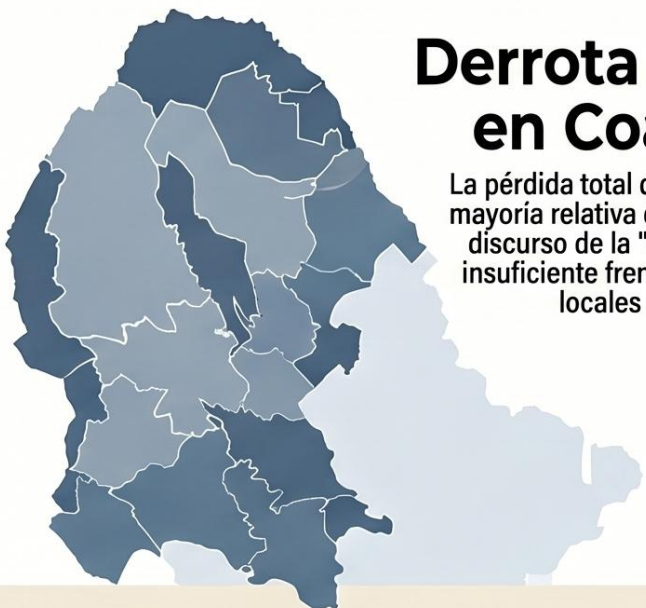 Derrota
en Coa
La pérdida total
mayoría relativa
discurso de la "
insuficiente fren
locales